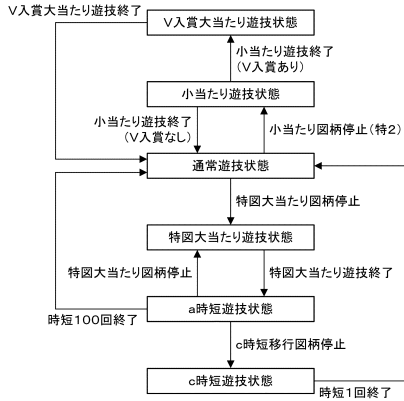 V入賞大当たり遊技終了
V入賞大当たり遊技状態
小当たり遊技終了
(V入賞あり)
小当たり遊技状態
小当たり遊技終了
(V入賞なし)
小当たり図柄停止(特2)
通常遊技状態
特図大当たり図柄停止
特図大当たり遊技状態
特図大当たり図柄停止
特図大当たり遊技終了
a時短遊技状態
時短100回終了
c時短移行図柄停止
c時短遊技状態
時短1回終了